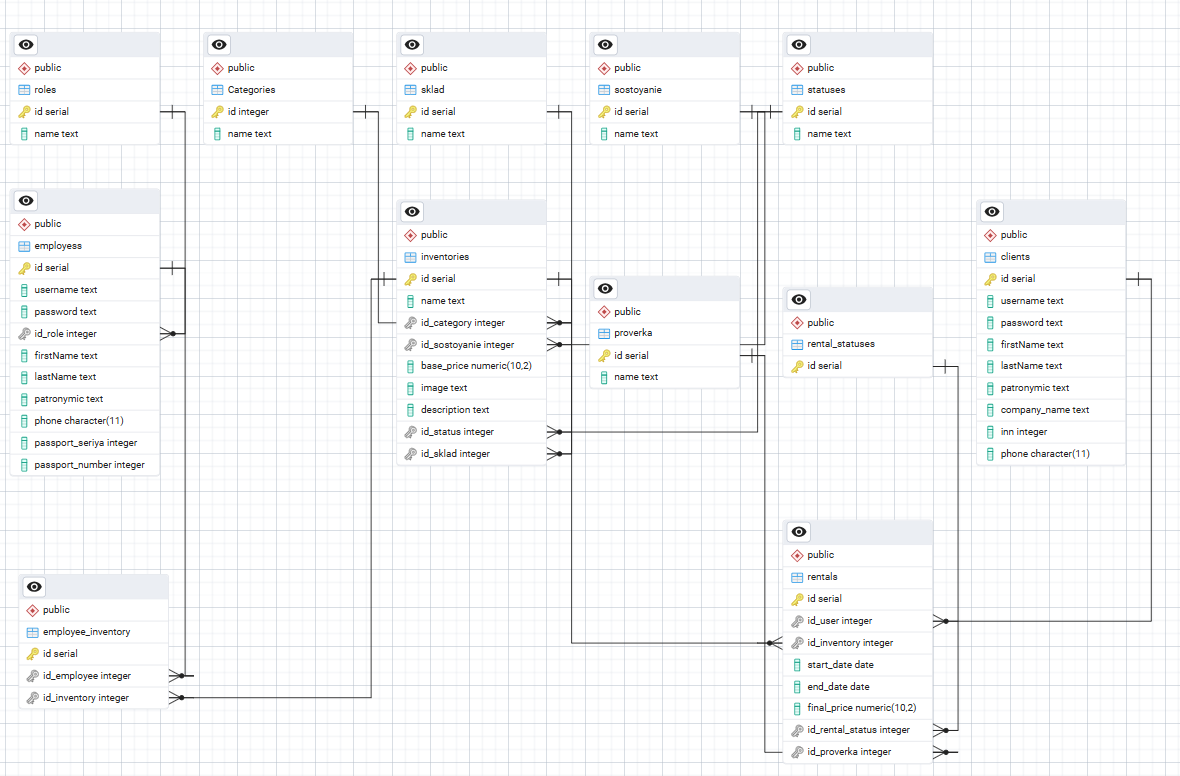 public
roles
id serial
name text
public
Categories
id integer
name text
public
sklad
id serial
name text
public
sostoyanie
id serial
name text
public
statuses
id serial
name text
public
employess
id serial
username text
password text
id_role integer
firstName text
lastName text
patronymic text
phone character(11)
passport_seriya integer
passport_number integer
public
inventories
id serial
name text
id_category integer
id_sostoyanie integer
base_price numeric(10,2)
image text
description text
id_status integer
id_sklad integer
public
proverka
id serial
name text
public
rental_statuses
id serial
public
clients
id serial
username text
password text
firstName text
lastName text
patronymic text
company_name text
inn integer
phone character(11)
public
employee_inventory
id serial
id_employee integer
id_inventory integer
public
rentals
id serial
id_user integer
id_inventory integer
start_date date
end_date date
final_price numeric(10,2)
id_rental_status integer
id_proverka integer